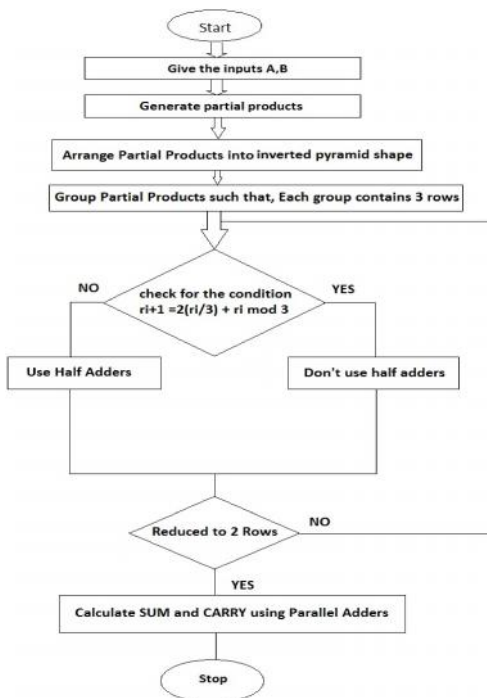 Start
Give the inputs A,B
Generate partial products
Arrange Partial Products into inverted pyramid shape
Group Partial Products such that, Each group contains 3 rows
NO
check for the condition
ri+1 =2(ri/3) + ri mod 3
YES
Use Half Adders
Don't use half adders
Reduced to 2 Rows
NO
YES
Calculate SUM and CARRY using Parallel Adders
Stop